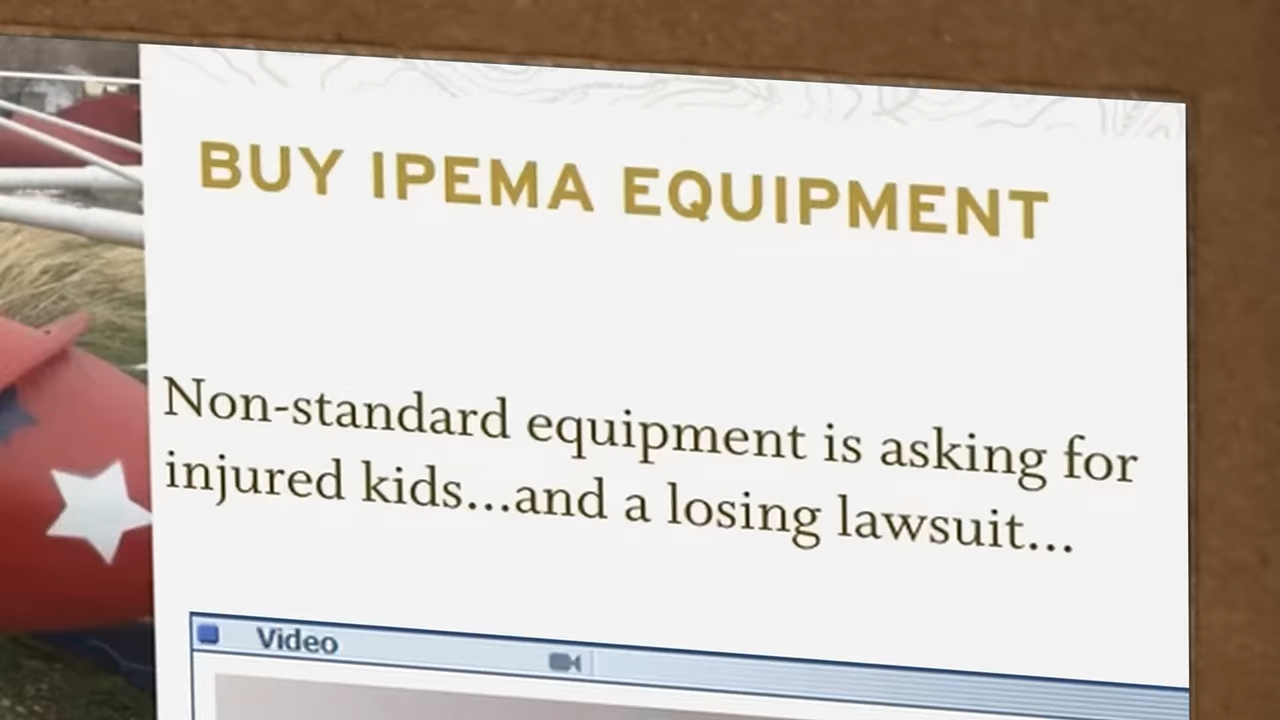 BUY IPEMA EQUIPMENT
Non-standard equipment is asking for
injured kids...and a losing lawsuit...
Video